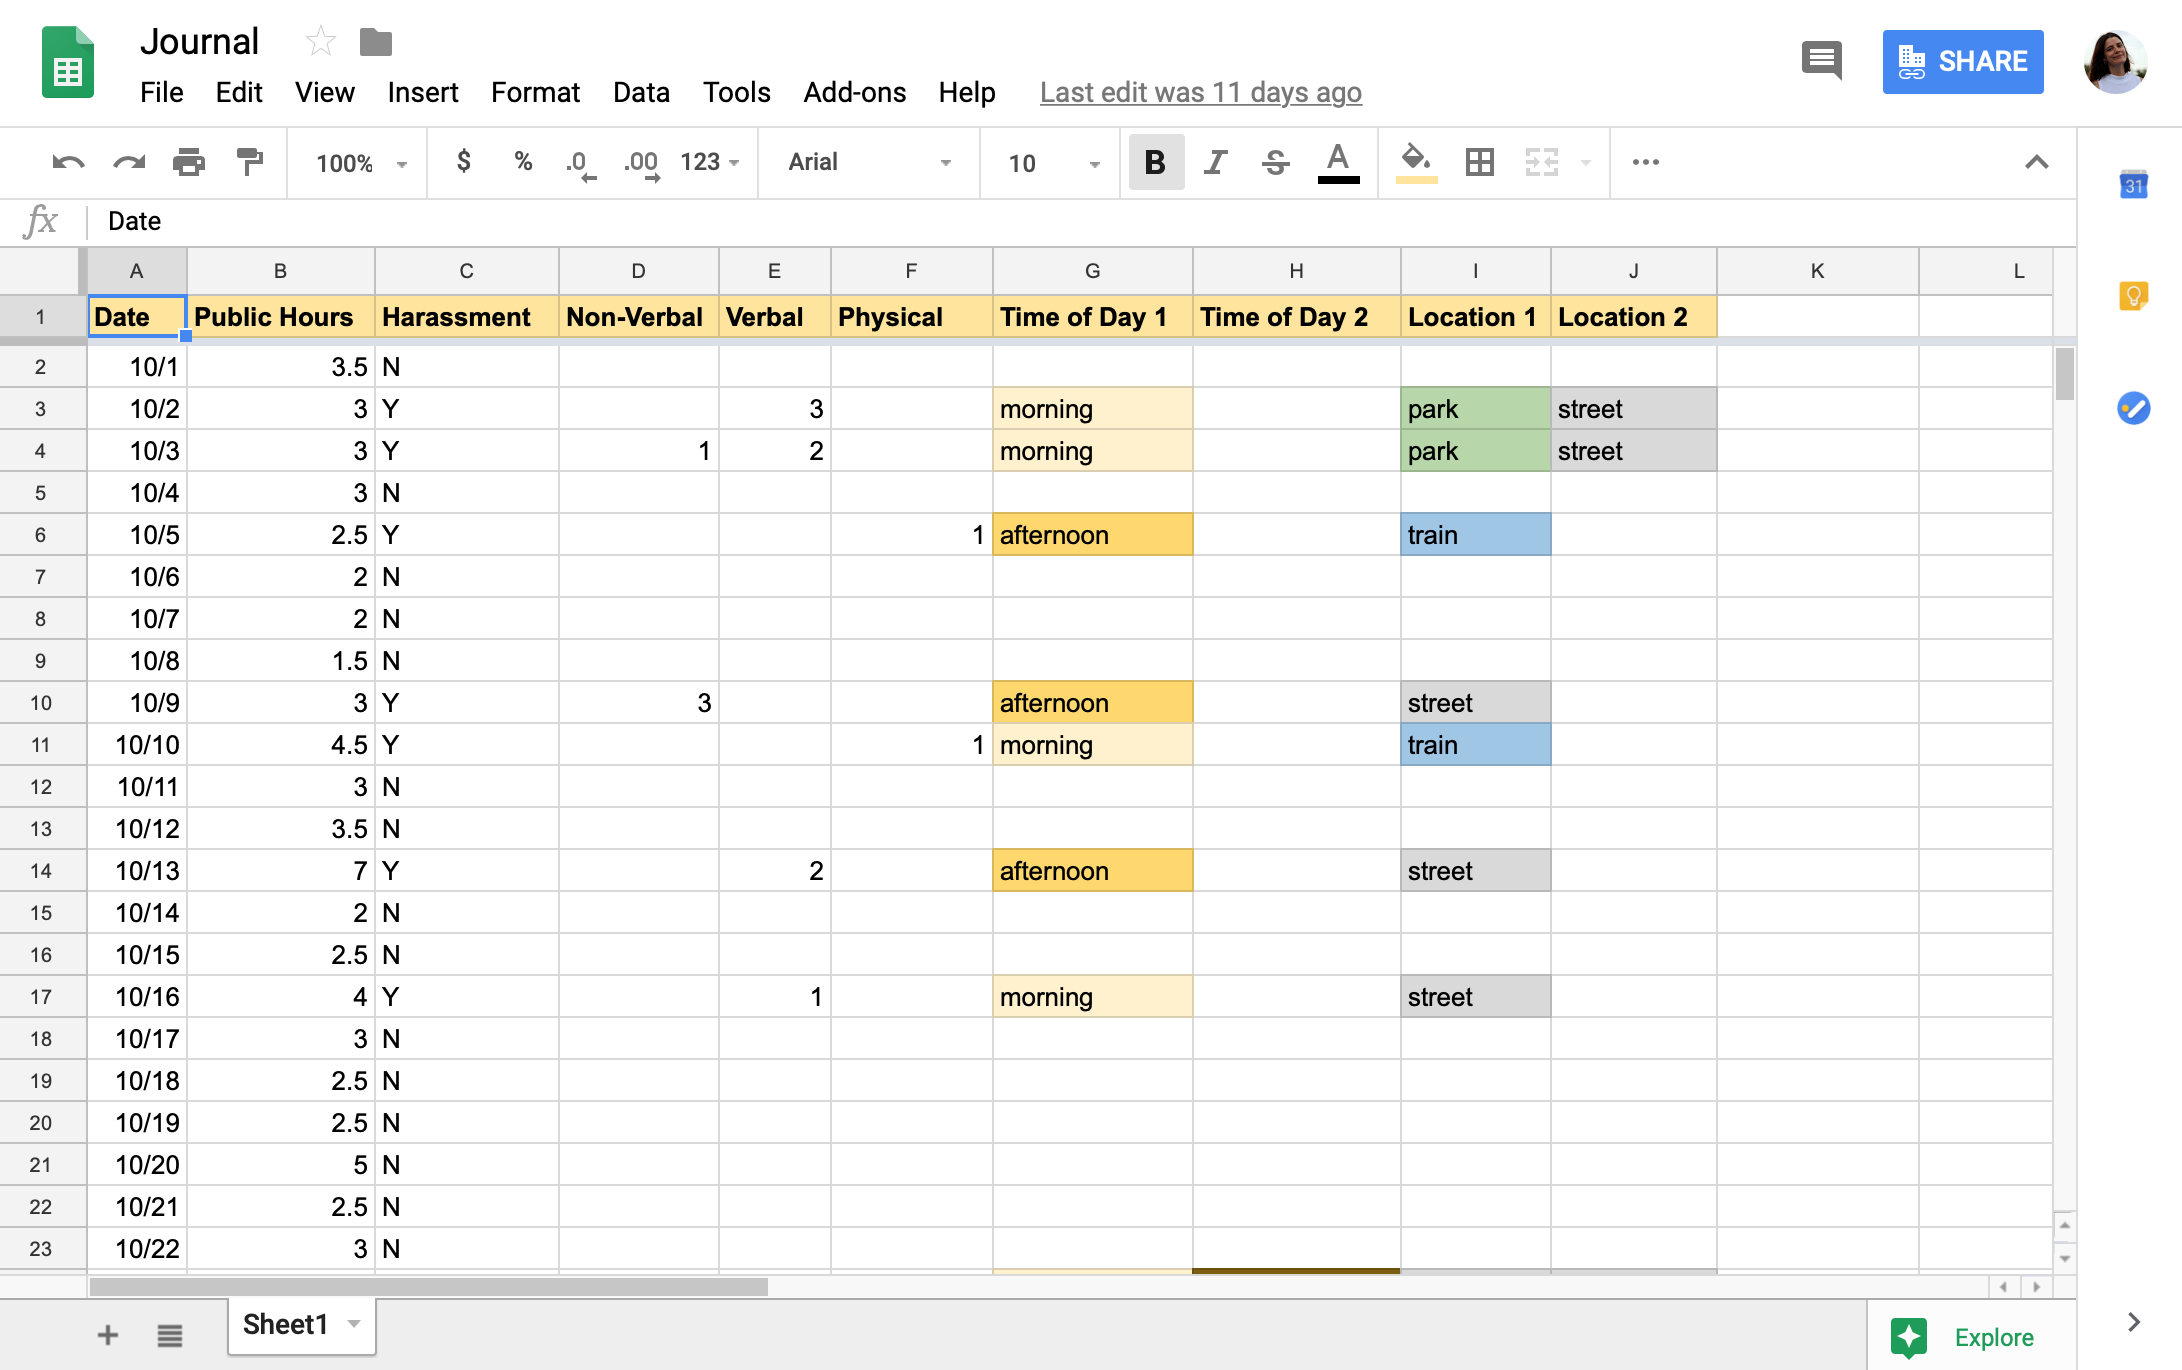 Journal
File Edit View Insert Format Data Tools Add-ons Help Last edit was 11 days ago
SHARE
100% $ % .0 .00 123 Arial 10 B I S A
31
fx Date
A B C D E F G H I J K L
1 Date Public Hours Harassment Non-Verbal Verbal Physical Time of Day 1 Time of Day 2 Location 1 Location 2
2 10/1 3.5 N
3 10/2 3 Y 3 morning park street
4 10/3 3 Y 1 2 morning park street
5 10/4 3 N
6 10/5 2.5 Y 1 afternoon train
7 10/6 2 N
8 10/7 2 N
9 10/8 1.5 N
10 10/9 3 Y 3 afternoon street
11 10/10 4.5 Y 1 morning train
12 10/11 3 N
13 10/12 3.5 N
14 10/13 7 Y 2 afternoon street
15 10/14 2 N
16 10/15 2.5 N
17 10/16 4 Y 1 morning street
18 10/17 3 N
19 10/18 2.5 N
20 10/19 2.5 N
21 10/20 5 N
22 10/21 2.5 N
23 10/22 3 N
Sheet1
Explore